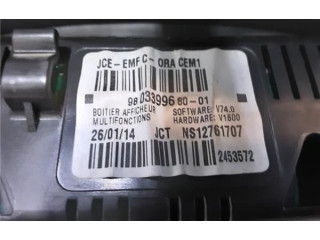 JCE-EMF C-ORA CEM1
98 033996 80-01
BOITIER AFFICHEUR SOFTWARE: V74.0
MULTIFONCTIONS HARDWARE: V1600
26/01/14 JCT NS12761707
2453572